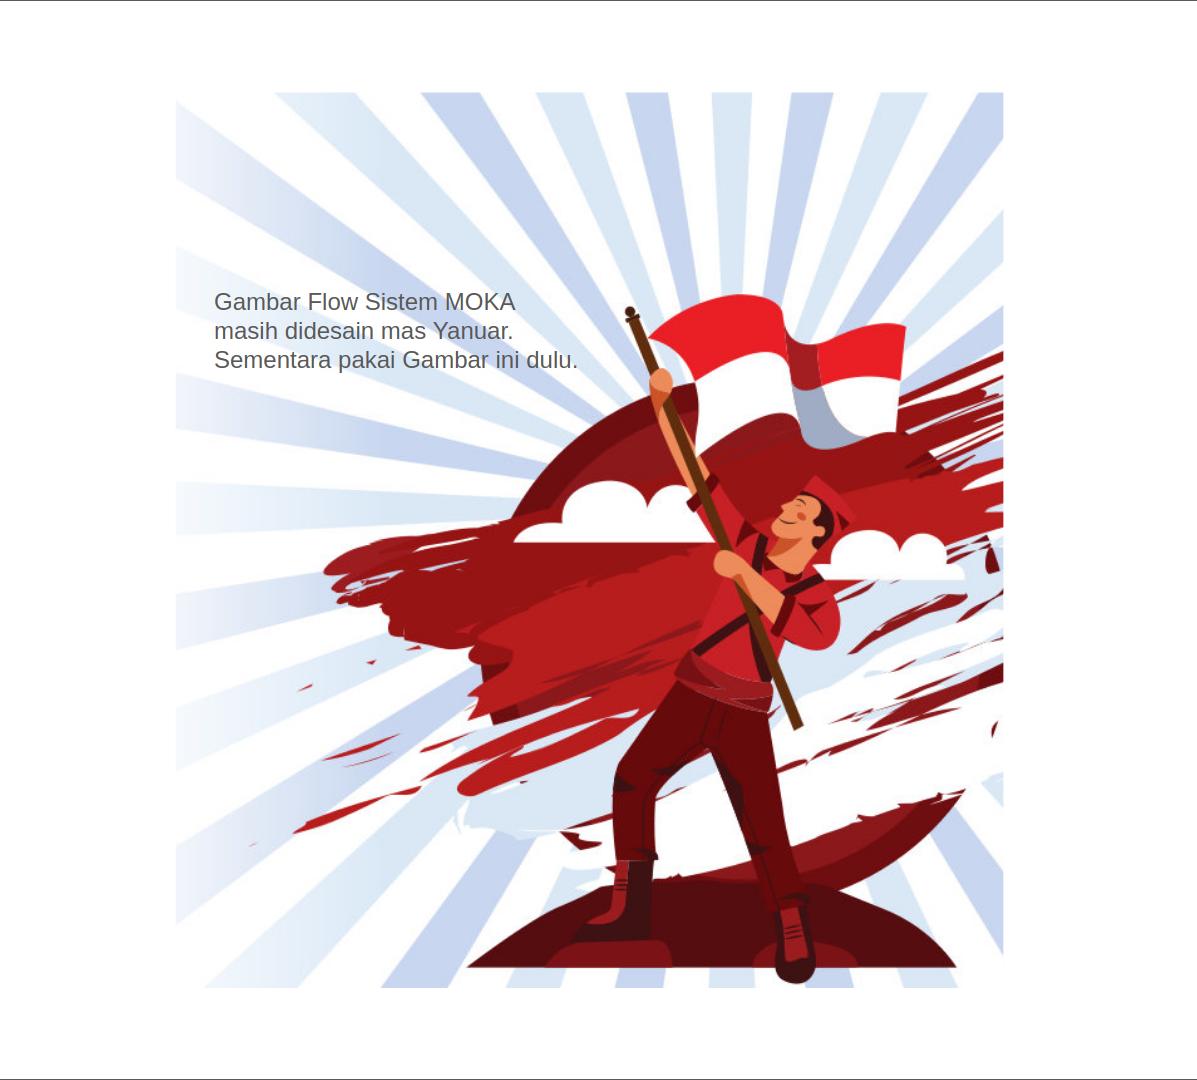 Gambar Flow Sistem MOKA
masih didesain mas Yanuar.
Sementara pakai Gambar ini dulu.